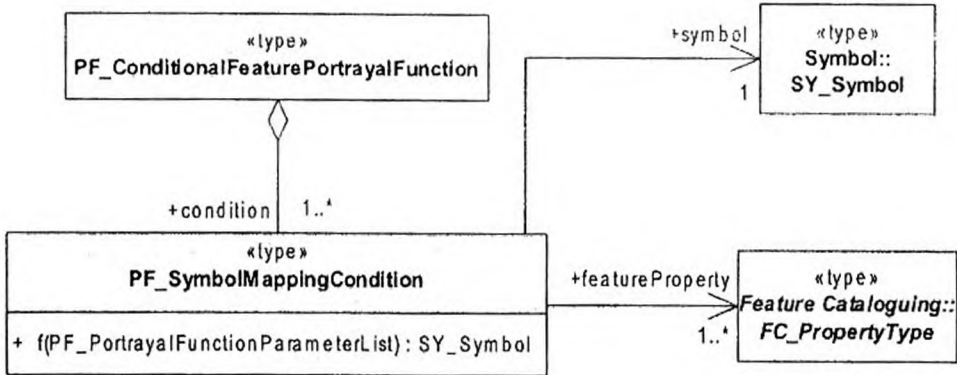 «type»
PF_ConditionalFeaturePortrayalFunction
+symbol
1
«type»
Symbol::
SY_Symbol
+condition
1..*
«type»
PF_SymbolMappingCondition
+ f(PF_PortrayalFunctionParameterList) : SY_Symbol
+featureProperty
1..*
«type»
Feature Cataloguing::
FC_PropertyType